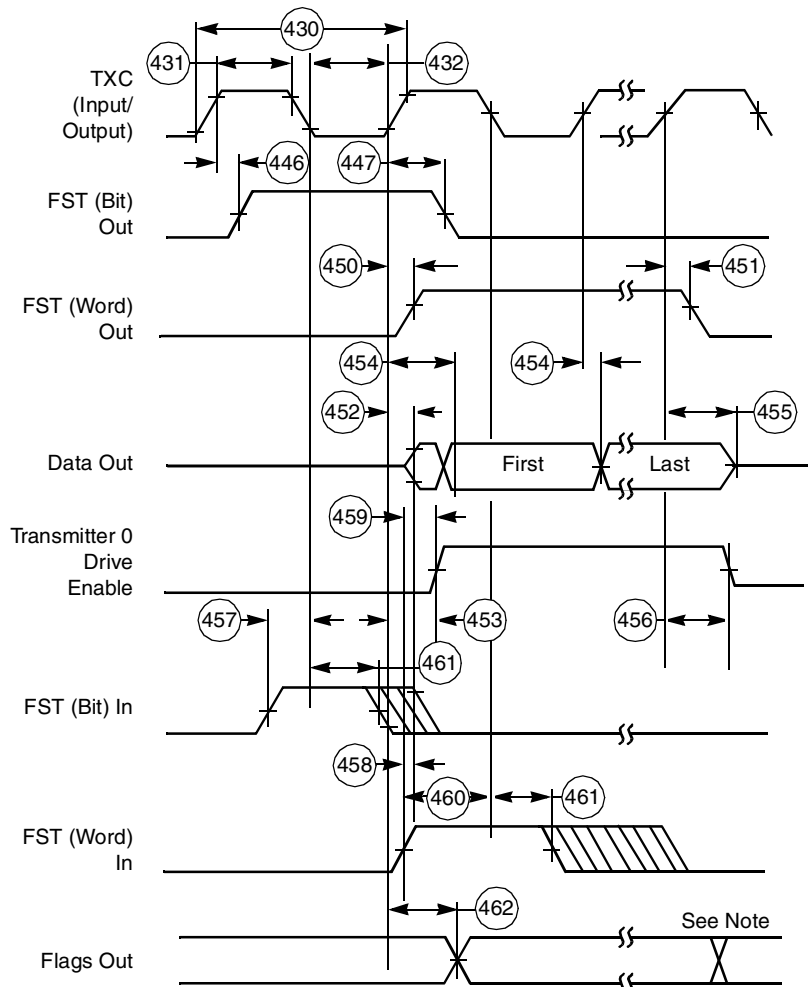 430
431
432
TXC
(Input/
Output)
446
447
FST (Bit)
Out
450
451
FST (Word)
Out
454
454
452
455
Data Out
First
Last
459
Transmitter 0
Drive
Enable
457
453
456
461
FST (Bit) In
458
460
461
FST (Word)
In
462
See Note
Flags Out